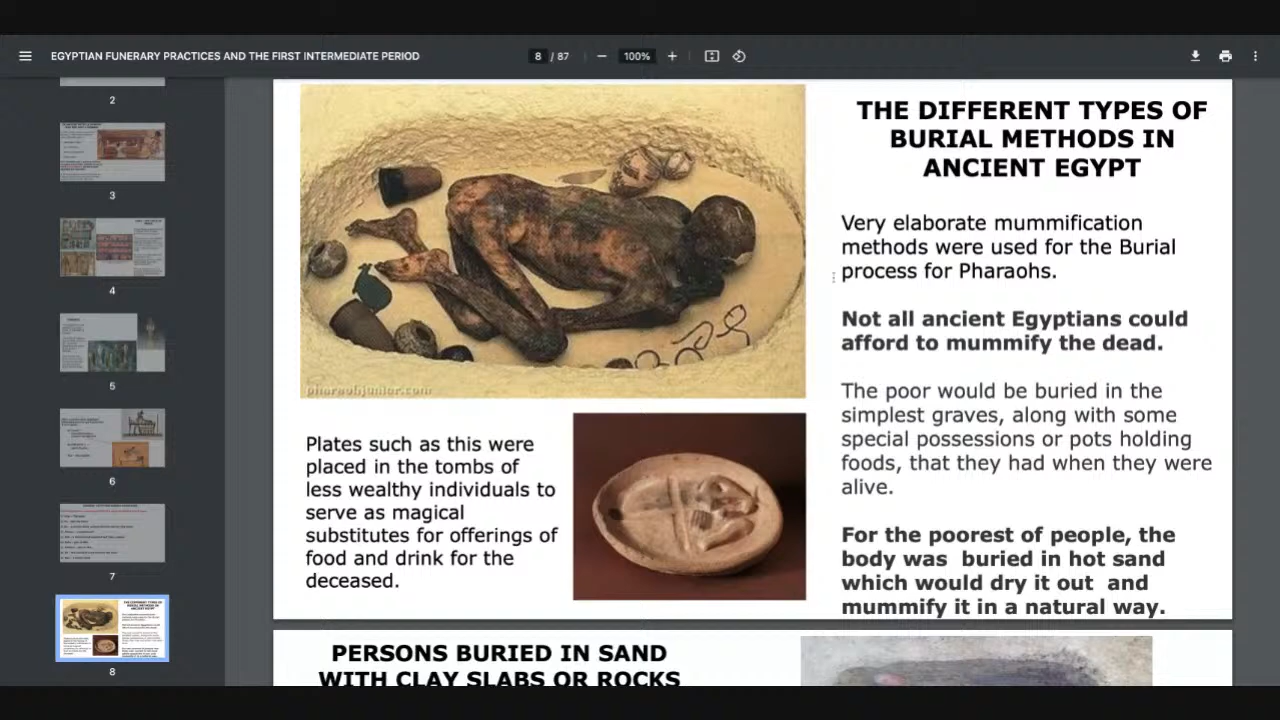 EGYPTIAN FUNERARY PRACTICES AND THE FIRST INTERMEDIATE PERIOD
8 / 87
100%
2
3
4
5
6
7
8
THE DIFFERENT TYPES OF
BURIAL METHODS IN
ANCIENT EGYPT
Very elaborate mummification
methods were used for the Burial
process for Pharaohs.
Not all ancient Egyptians could
afford to mummify the dead.
The poor would be buried in the
simplest graves, along with some
special possessions or pots holding
foods, that they had when they were
alive.
For the poorest of people, the
body was buried in hot sand
which would dry it out and
mummify it in a natural way.
pharaohjunior.com
Plates such as this were
placed in the tombs of
less wealthy individuals to
serve as magical
substitutes for offerings of
food and drink for the
deceased.
PERSONS BURIED IN SAND
WITH CLAY SLABS OR ROCKS